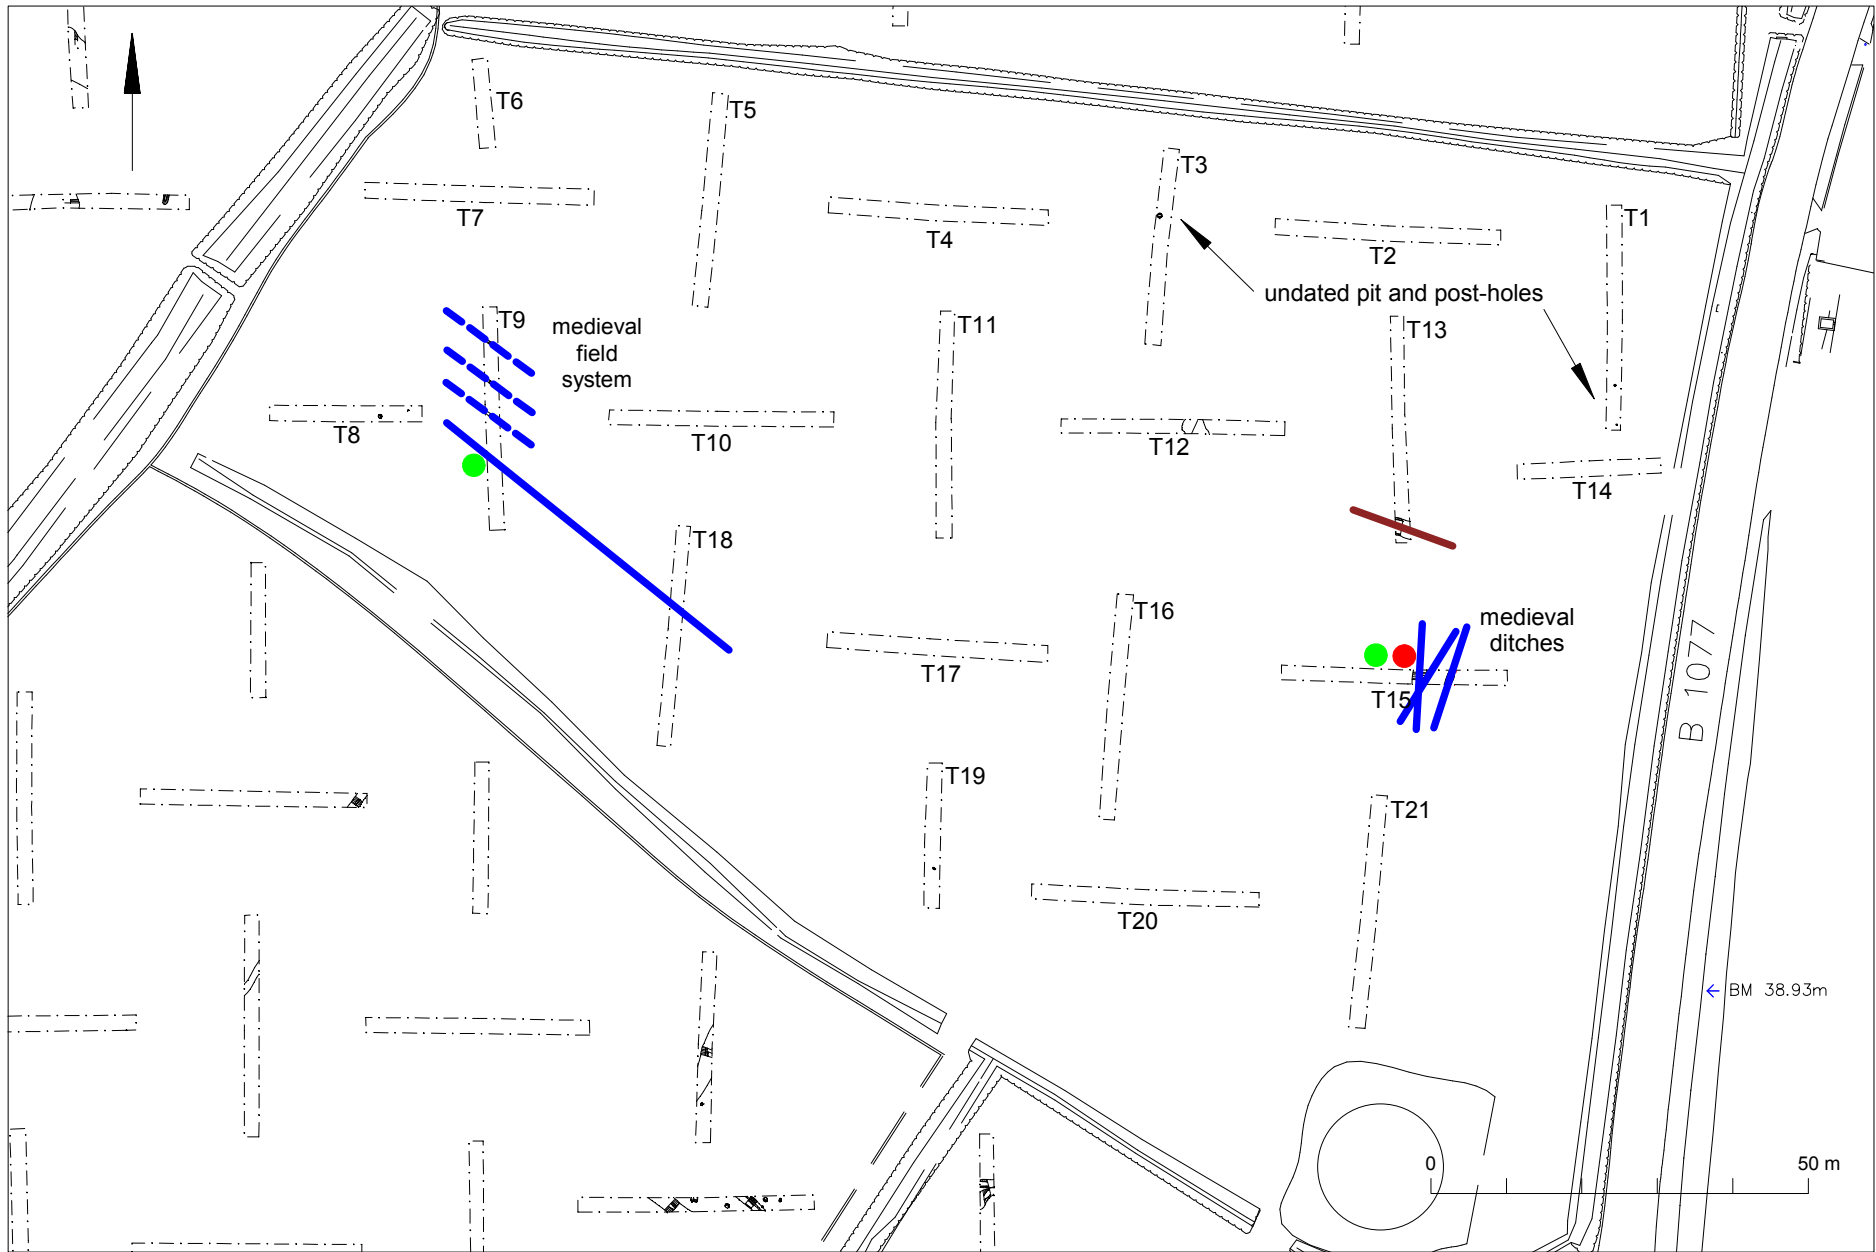 T6
T5
T3
T7
T4
T2
T1
undated pit and post-holes
T9
medieval
field
system
T11
T13
T8
T10
T12
T14
T18
T16
medieval
ditches
T17
T15
B 1077
T19
T21
T20
BM 38.93m
0
50 m